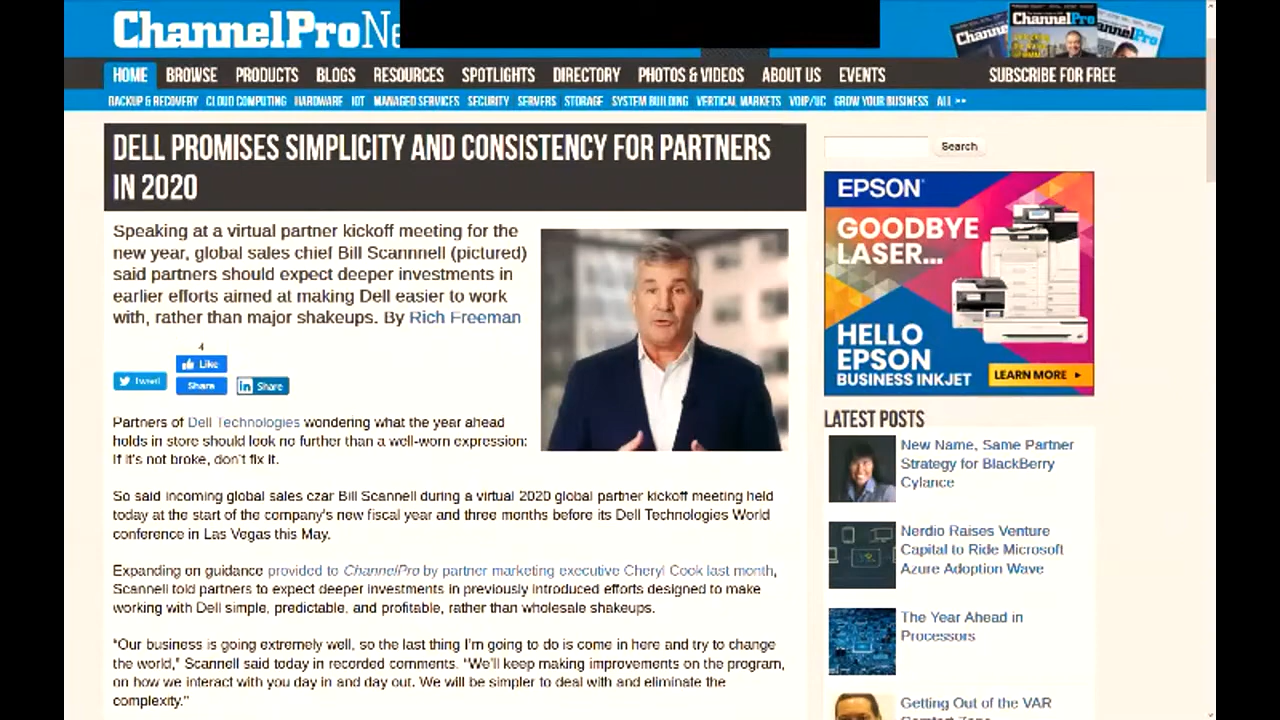 ChannelProNe
ChannelPro
HOME BROWSE PRODUCTS BLOGS RESOURCES SPOTLIGHTS DIRECTORY PHOTOS & VIDEOS ABOUT US EVENTS SUBSCRIBE FOR FREE
BACKUP & RECOVERY CLOUD COMPUTING HARDWARE IOT MANAGED SERVICES SECURITY SERVERS STORAGE SYSTEM BUILDING VERTICAL MARKETS VOIP/UC GROW YOUR BUSINESS ALL >>
DELL PROMISES SIMPLICITY AND CONSISTENCY FOR PARTNERS
IN 2020
Speaking at a virtual partner kickoff meeting for the
new year, global sales chief Bill Scannnell (pictured)
said partners should expect deeper investments in
earlier efforts aimed at making Dell easier to work
with, rather than major shakeups. By Rich Freeman
4
Like
Tweet
Share
in Share
Partners of Dell Technologies wondering what the year ahead
holds in store should look no further than a well-worn expression:
If it's not broke, don't fix it.
So said incoming global sales czar Bill Scannell during a virtual 2020 global partner kickoff meeting held
today at the start of the company's new fiscal year and three months before its Dell Technologies World
conference in Las Vegas this May.
Expanding on guidance provided to ChannelPro by partner marketing executive Cheryl Cook last month,
Scannell told partners to expect deeper investments in previously introduced efforts designed to make
working with Dell simple, predictable, and profitable, rather than wholesale shakeups.
"Our business is going extremely well, so the last thing I'm going to do is come in here and try to change
the world," Scannell said today in recorded comments. "We'll keep making improvements on the program,
on how we interact with you day in and day out. We will be simpler to deal with and eliminate the
complexity."
Search
EPSON
GOODBYE
LASER...
HELLO
EPSON
BUSINESS INKJET
LEARN MORE ►
LATEST POSTS
New Name, Same Partner
Strategy for BlackBerry
Cylance
Nerdio Raises Venture
Capital to Ride Microsoft
Azure Adoption Wave
The Year Ahead in
Processors
Getting Out of the VAR